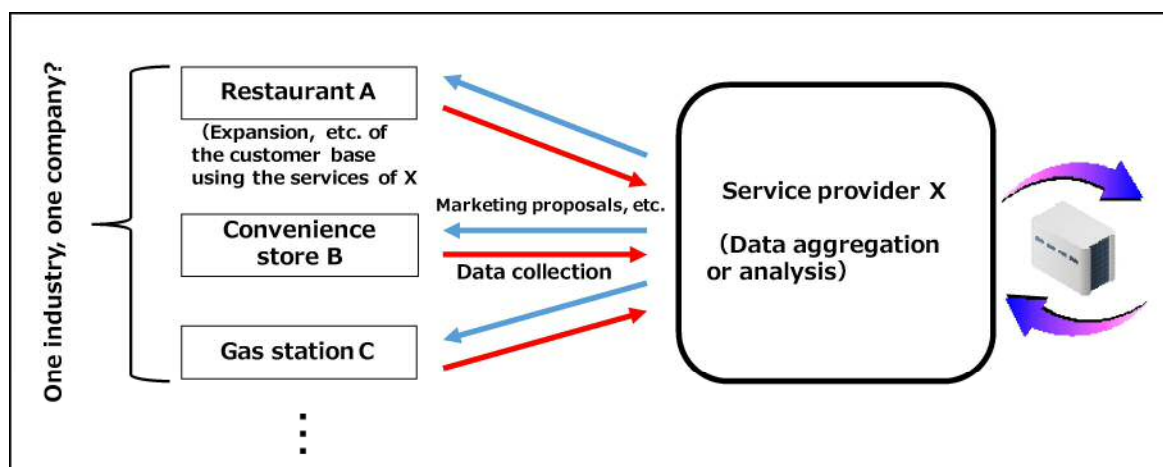 One industry, one company?
Restaurant A
（Expansion, etc. of
the customer base
using the services of X
Marketing proposals, etc.
Convenience
store B
Data collection
Gas station C
Service provider X
（Data aggregation
or analysis）